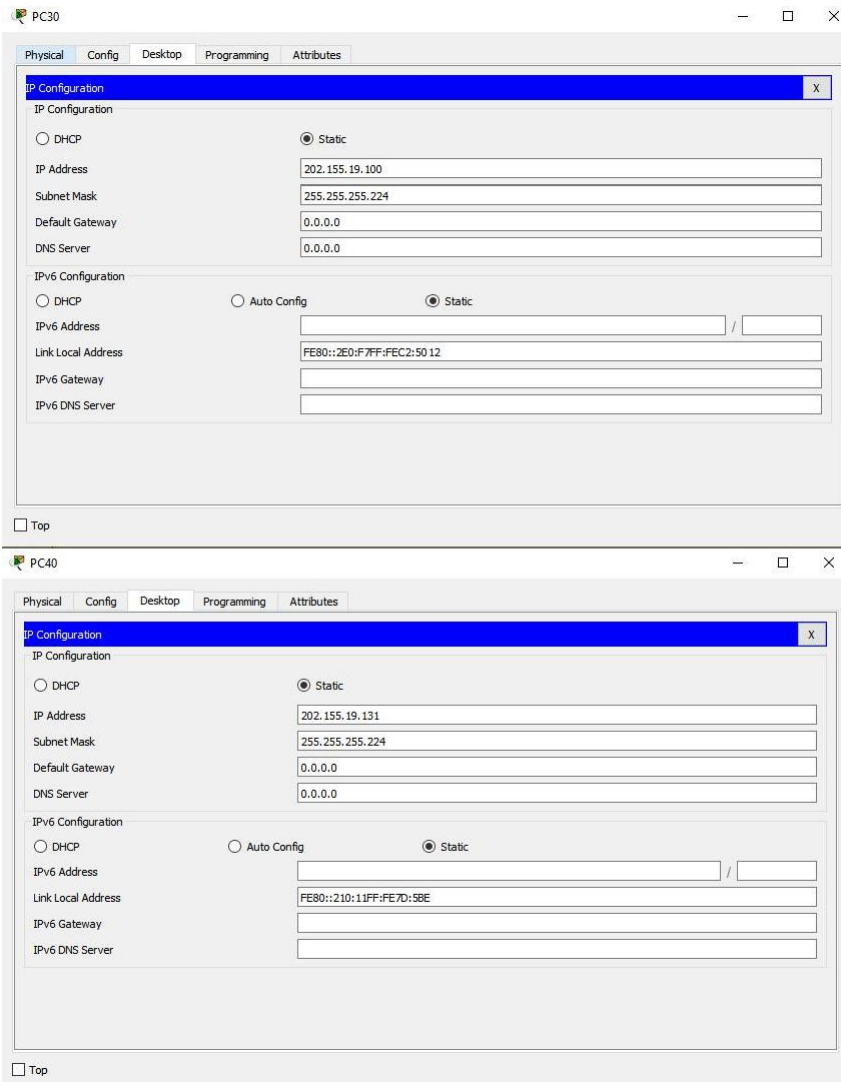 PC30
Physical Config Desktop Programming Attributes
IP Configuration X
IP Configuration
DHCP Static
IP Address 202.155.19.100
Subnet Mask 255.255.255.224
Default Gateway 0.0.0.0
DNS Server 0.0.0.0
IPv6 Configuration
DHCP Auto Config Static
IPv6 Address /
Link Local Address FE80::2E0:F7FF:FEC2:5012
IPv6 Gateway
IPv6 DNS Server
Top
PC40
Physical Config Desktop Programming Attributes
IP Configuration X
IP Configuration
DHCP Static
IP Address 202.155.19.131
Subnet Mask 255.255.255.224
Default Gateway 0.0.0.0
DNS Server 0.0.0.0
IPv6 Configuration
DHCP Auto Config Static
IPv6 Address /
Link Local Address FE80::210:11FF:FE7D:5BE
IPv6 Gateway
IPv6 DNS Server
Top